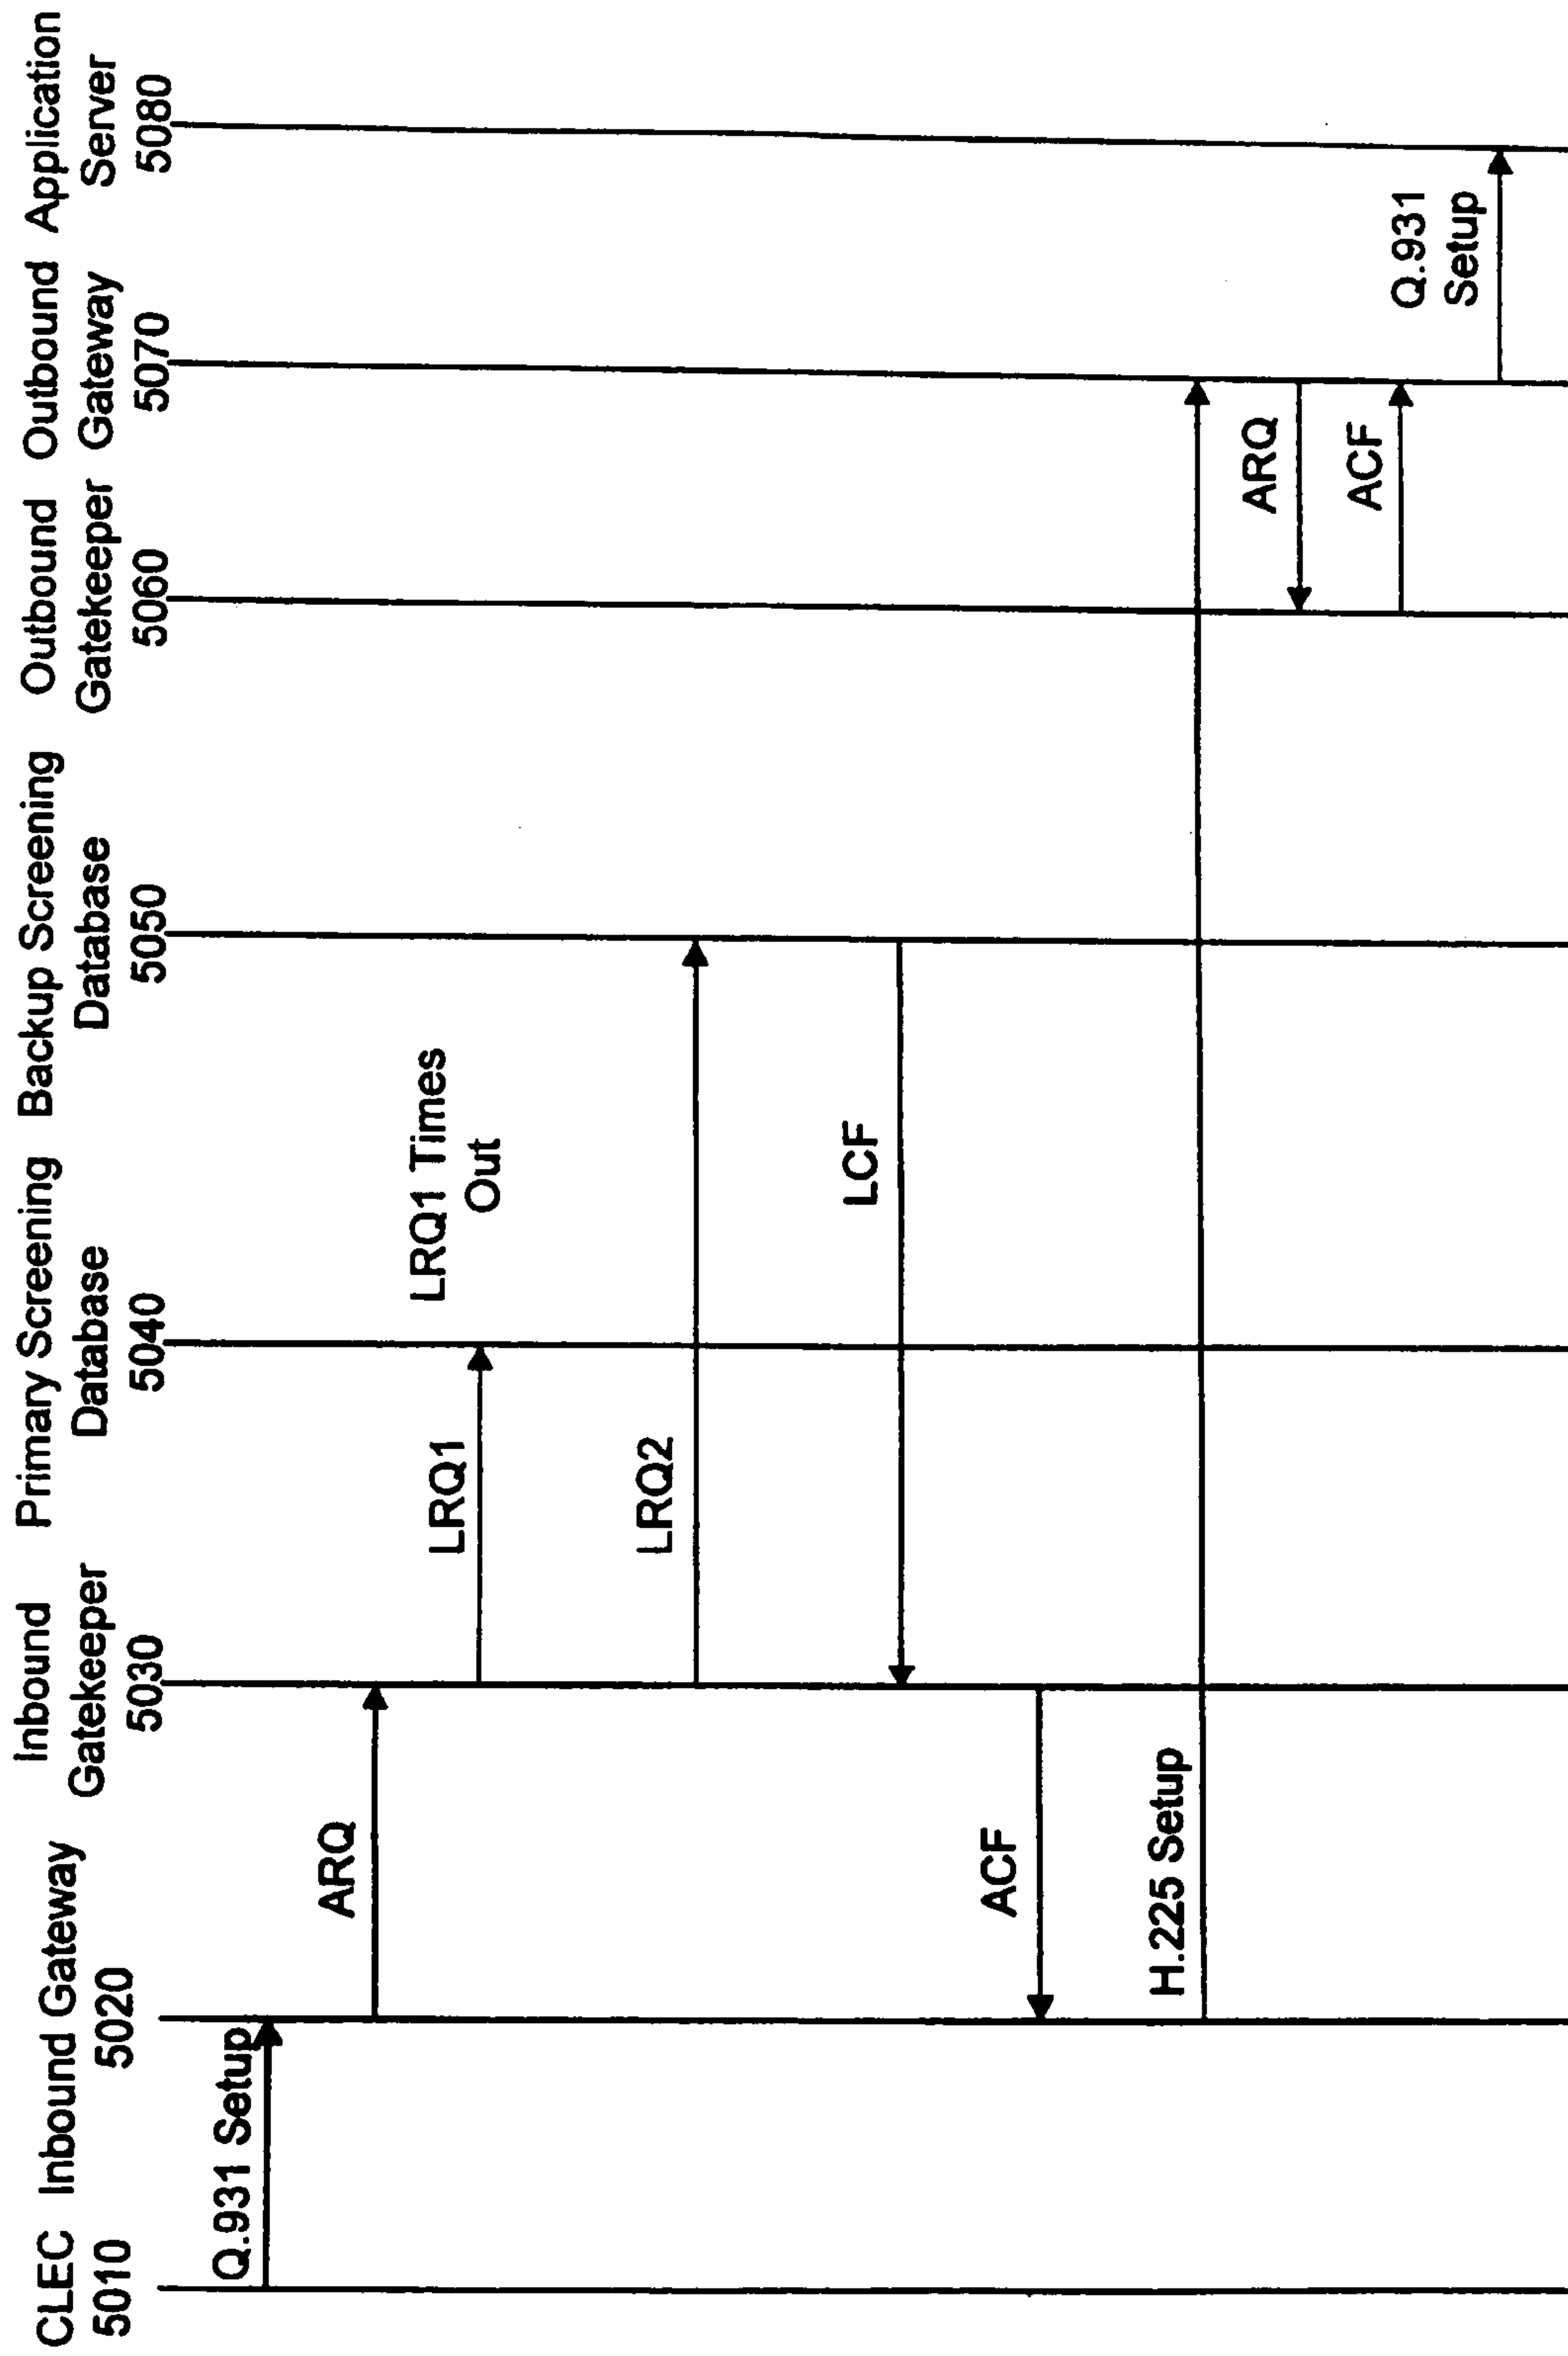 CLEC
5010
Inbound Gateway
5020
Inbound
Gatekeeper
5030
Primary Screening
Database
5040
Backup Screening
Database
5050
Outbound
Gatekeeper
5060
Outbound
Gateway
5070
Application
Server
5080
Q.931 Setup
ARQ
LRQ1
LRQ1 Times
Out
LRQ2
LCF
ACF
H.225 Setup
ARQ
ACF
Q.931
Setup